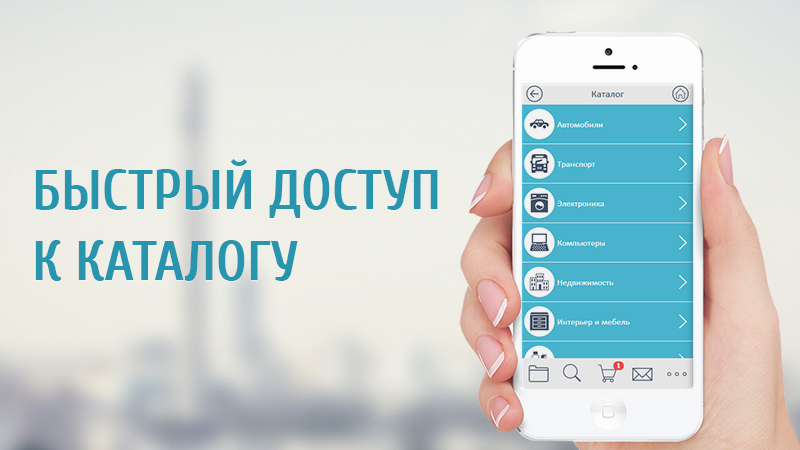 БЫСТРЫЙ ДОСТУП
К КАТАЛОГУ
Каталог
Автомобили
Транспорт
Электроника
Компьютеры
Недвижимость
Интерьер и мебель
1